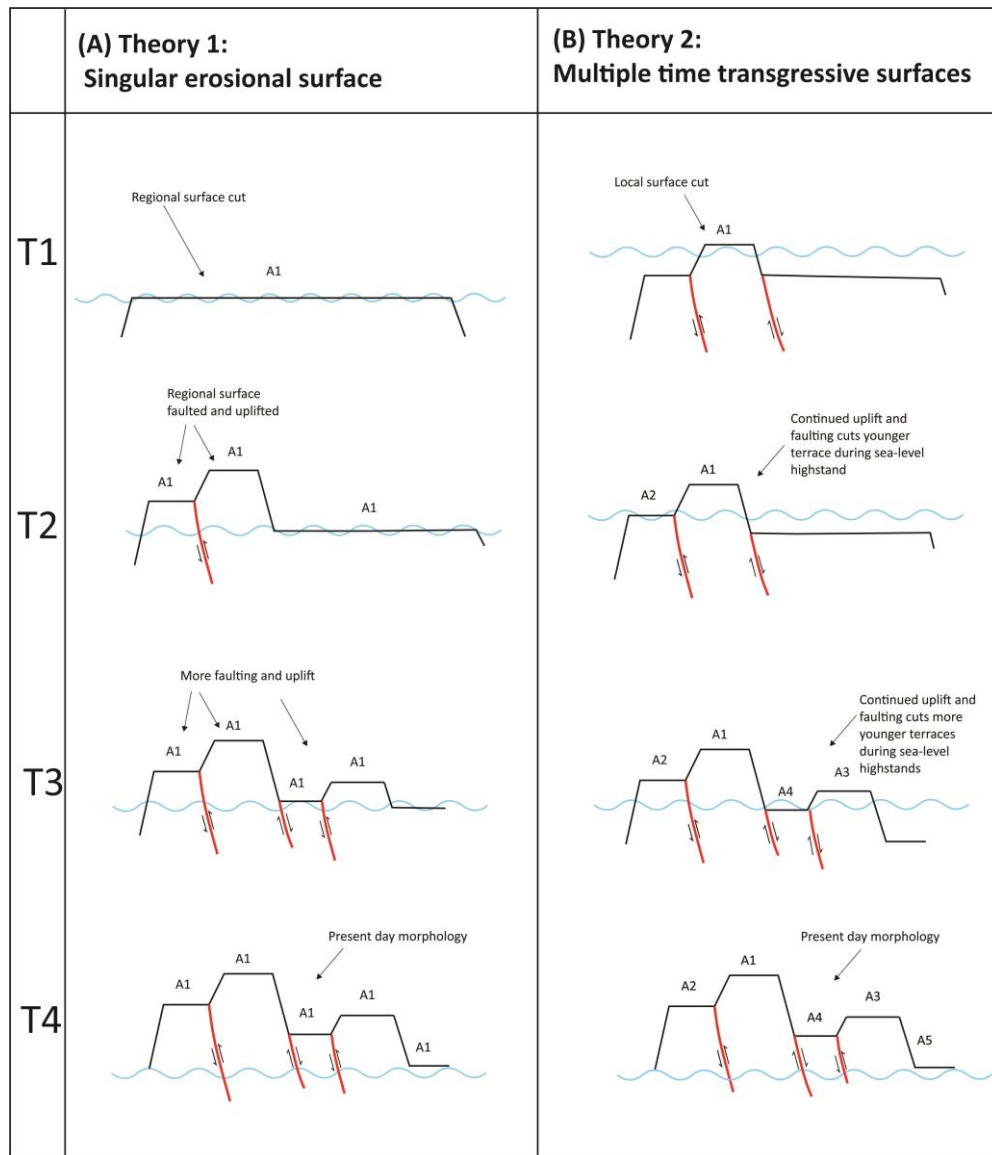 (A) Theory 1:
Singular erosional surface
(B) Theory 2:
Multiple time transgressive surfaces
T1
Regional surface cut
A1
Local surface cut
A1
T2
Regional surface
faulted and uplifted
A1
A1
A1
Continued uplift and
faulting cuts younger
terrace during sea-level
highstand
A2
A1
T3
More faulting and uplift
A1
A1
A1
A1
Continued uplift and
faulting cuts more
younger terraces
during sea-level
highstands
A2
A1
A4
A3
T4
Present day morphology
A1
A1
A1
A1
A1
Present day morphology
A2
A1
A4
A3
A5